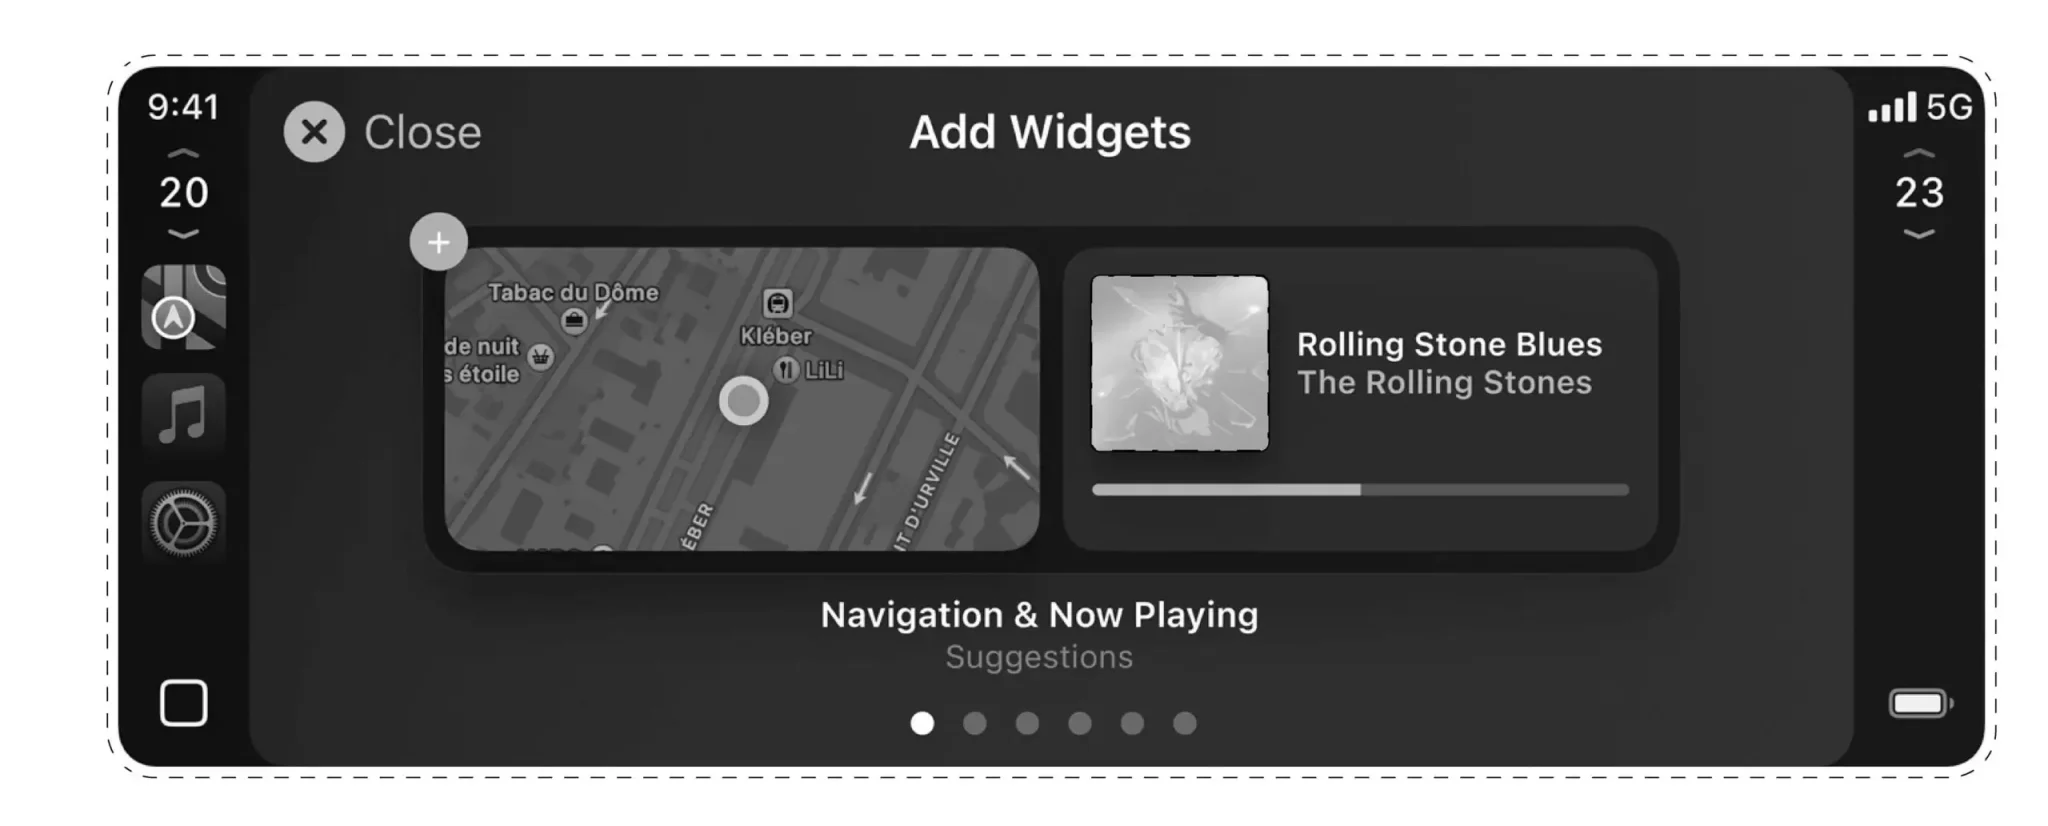 9:41
20
Close
Add Widgets
5G
23
Tabac du Dôme
de nuit
s étoile
Kléber
LiLi
ÉBER
NT D'URVILLE
Rolling Stone Blues
The Rolling Stones
Navigation & Now Playing
Suggestions